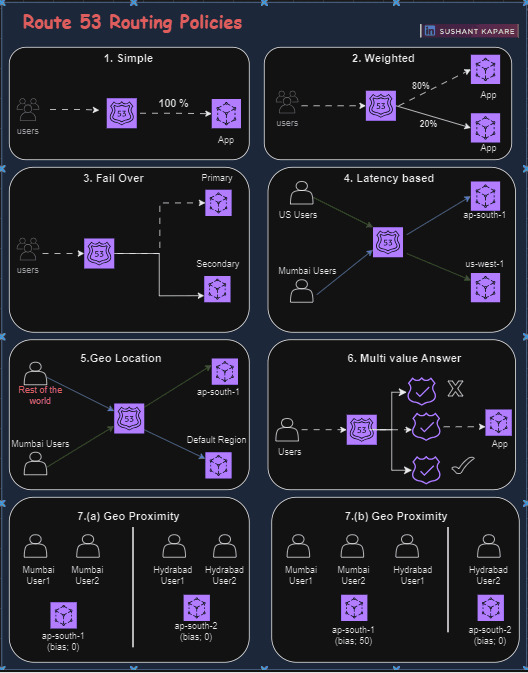 Route 53 Routing Policies
in SUSHANT KAPARE
1. Simple
users
53
100 %
App
2. Weighted
users
53
80%
20%
App
App
3. Fail Over
users
53
Primary
Secondary
4. Latency based
US Users
Mumbai Users
53
ap-south-1
us-west-1
5.Geo Location
Rest of the
world
Mumbai Users
53
ap-south-1
Default Region
6. Multi value Answer
Users
53
App
7.(a) Geo Proximity
Mumbai
User1
Mumbai
User2
Hydrabad
User1
Hydrabad
User2
ap-south-1
(bias; 0)
ap-south-2
(bias; 0)
7.(b) Geo Proximity
Mumbai
User1
Mumbai
User2
Hydrabad
User1
Hydrabad
User2
ap-south-1
(bias; 50)
ap-south-2
(bias; 0)